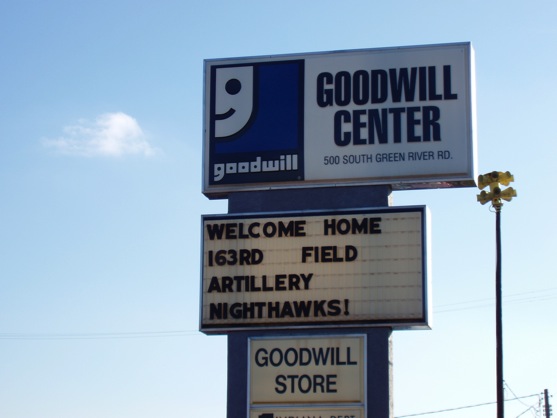 GOODWILL
CENTER
500 SOUTH GREEN RIVER RD.
goodwill
WELCOME HOME
163RD FIELD
ARTILLERY
NIGHTHAWKS!
GOODWILL
STORE